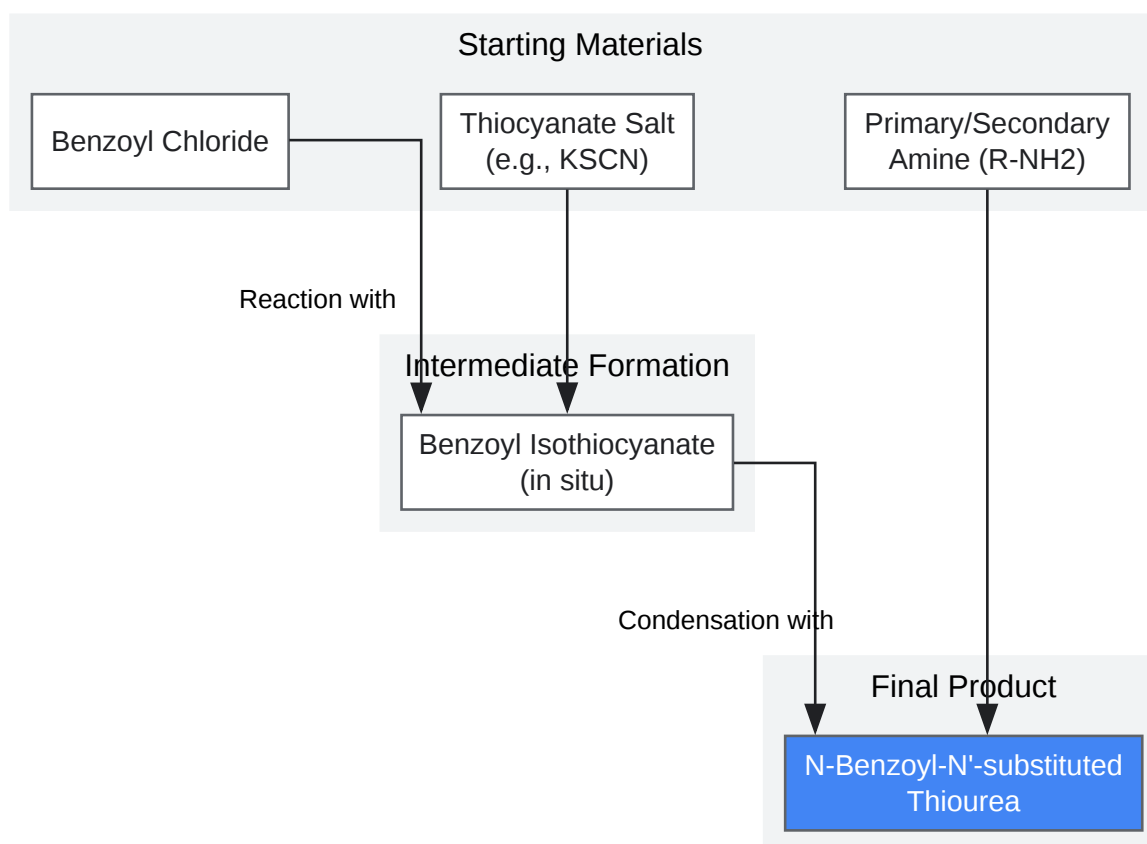 Starting Materials
Benzoyl Chloride
Thiocyanate Salt
(e.g., KSCN)
Primary/Secondary
Amine (R-NH2)
Reaction with
Intermediate Formation
Benzoyl Isothiocyanate
(in situ)
Condensation with
Final Product
N-Benzoyl-N'-substituted
Thiourea